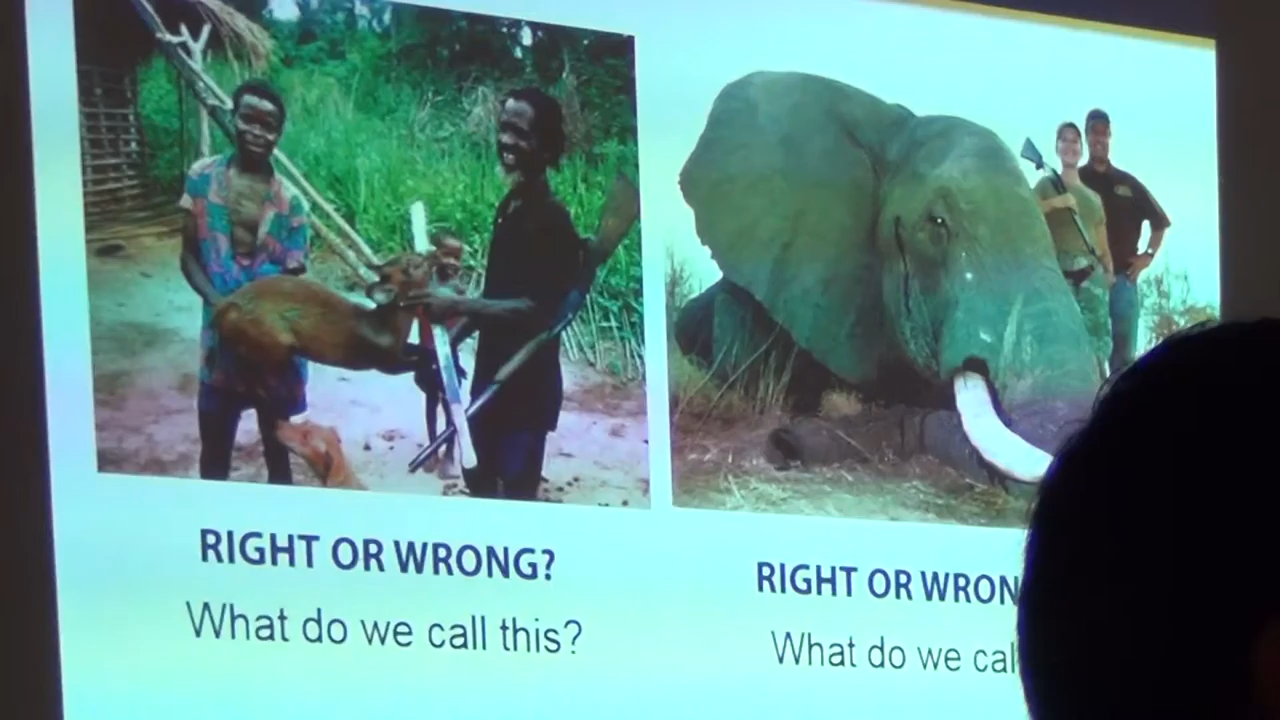 RIGHT OR WRONG?
What do we call this?
RIGHT OR WRON
What do we cal